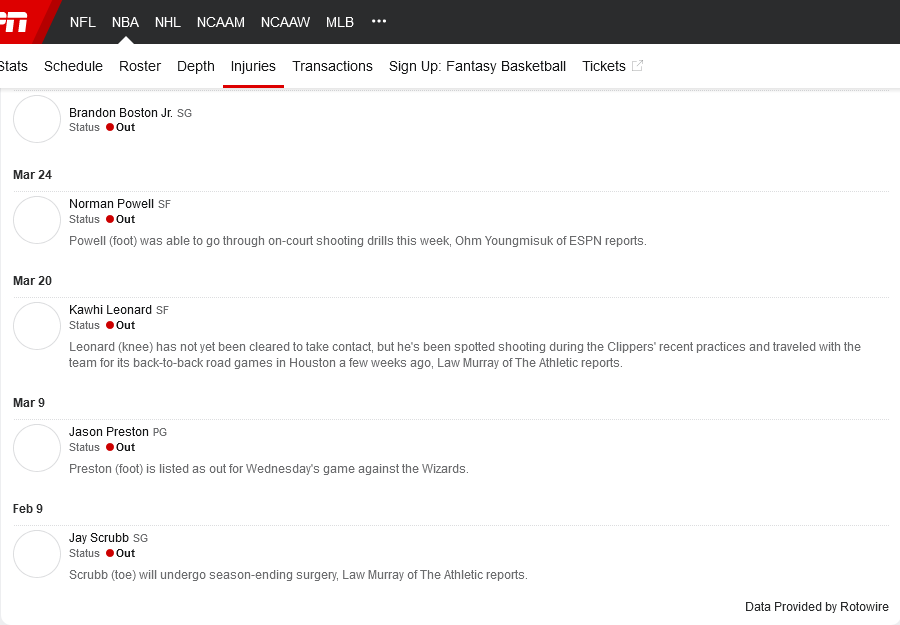 NFL NBA NHL NCAAM NCAAW MLB •••
Stats Schedule Roster Depth Injuries Transactions Sign Up: Fantasy Basketball Tickets
Brandon Boston Jr. SG
Status Out
Mar 24
Norman Powell SF
Status Out
Powell (foot) was able to go through on-court shooting drills this week, Ohm Youngmisuk of ESPN reports.
Mar 20
Kawhi Leonard SF
Status Out
Leonard (knee) has not yet been cleared to take contact, but he's been spotted shooting during the Clippers' recent practices and traveled with the
team for its back-to-back road games in Houston a few weeks ago, Law Murray of The Athletic reports.
Mar 9
Jason Preston PG
Status Out
Preston (foot) is listed as out for Wednesday's game against the Wizards.
Feb 9
Jay Scrubb SG
Status Out
Scrubb (toe) will undergo season-ending surgery, Law Murray of The Athletic reports.
Data Provided by Rotowire